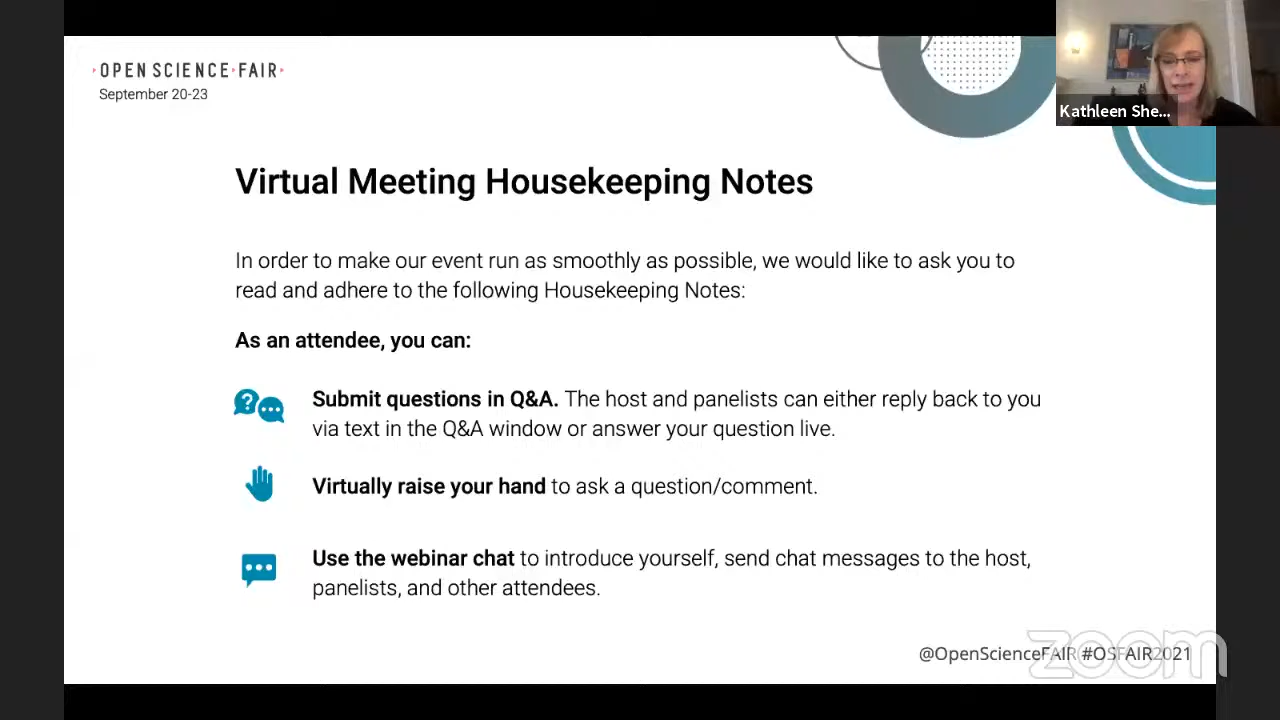 OPEN SCIENCE FAIR
September 20-23
Kathleen She...
Virtual Meeting Housekeeping Notes
In order to make our event run as smoothly as possible, we would like to ask you to
read and adhere to the following Housekeeping Notes:
As an attendee, you can:
Submit questions in Q&A. The host and panelists can either reply back to you
via text in the Q&A window or answer your question live.
Virtually raise your hand to ask a question/comment.
Use the webinar chat to introduce yourself, send chat messages to the host,
panelists, and other attendees.
@OpenScienceFAIR #OSFAIR2021
zoom